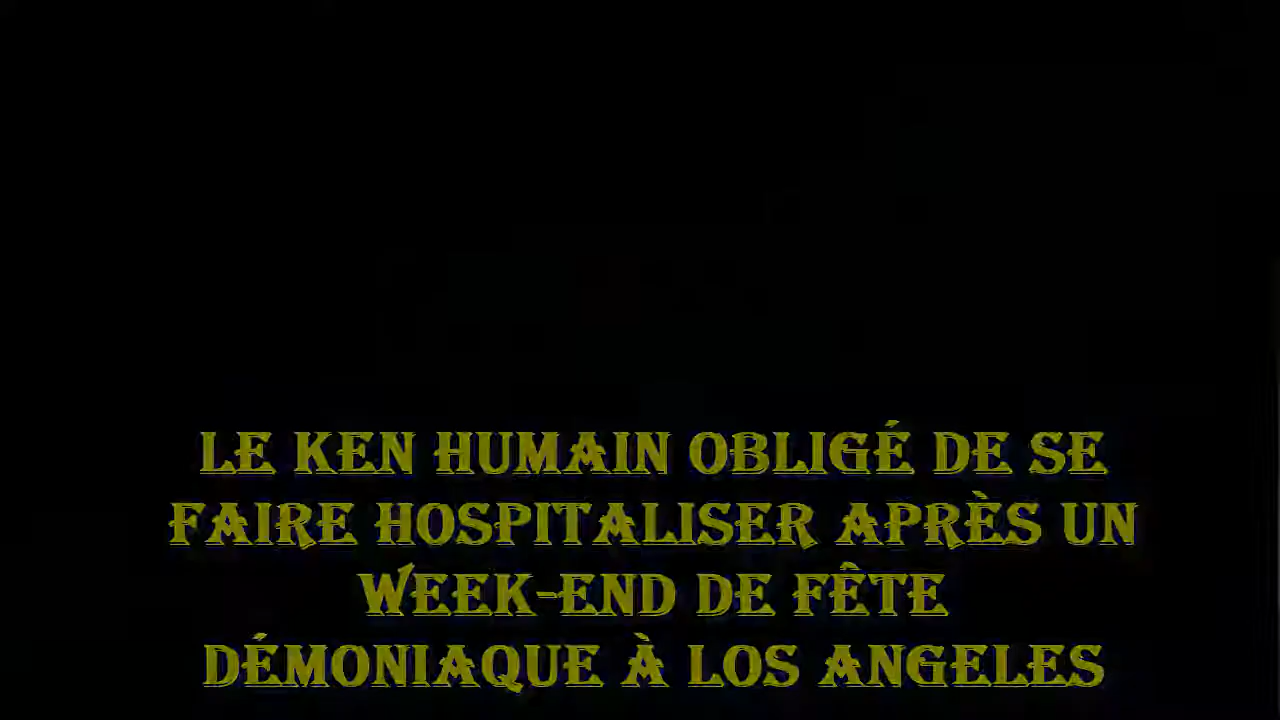 LE KEN HUMAIN OBLIGÉ DE SE
FAIRE HOSPITALISER APRÈS UN
WEEK-END DE FÊTE
DÉMONIAQUE À LOS ANGELES